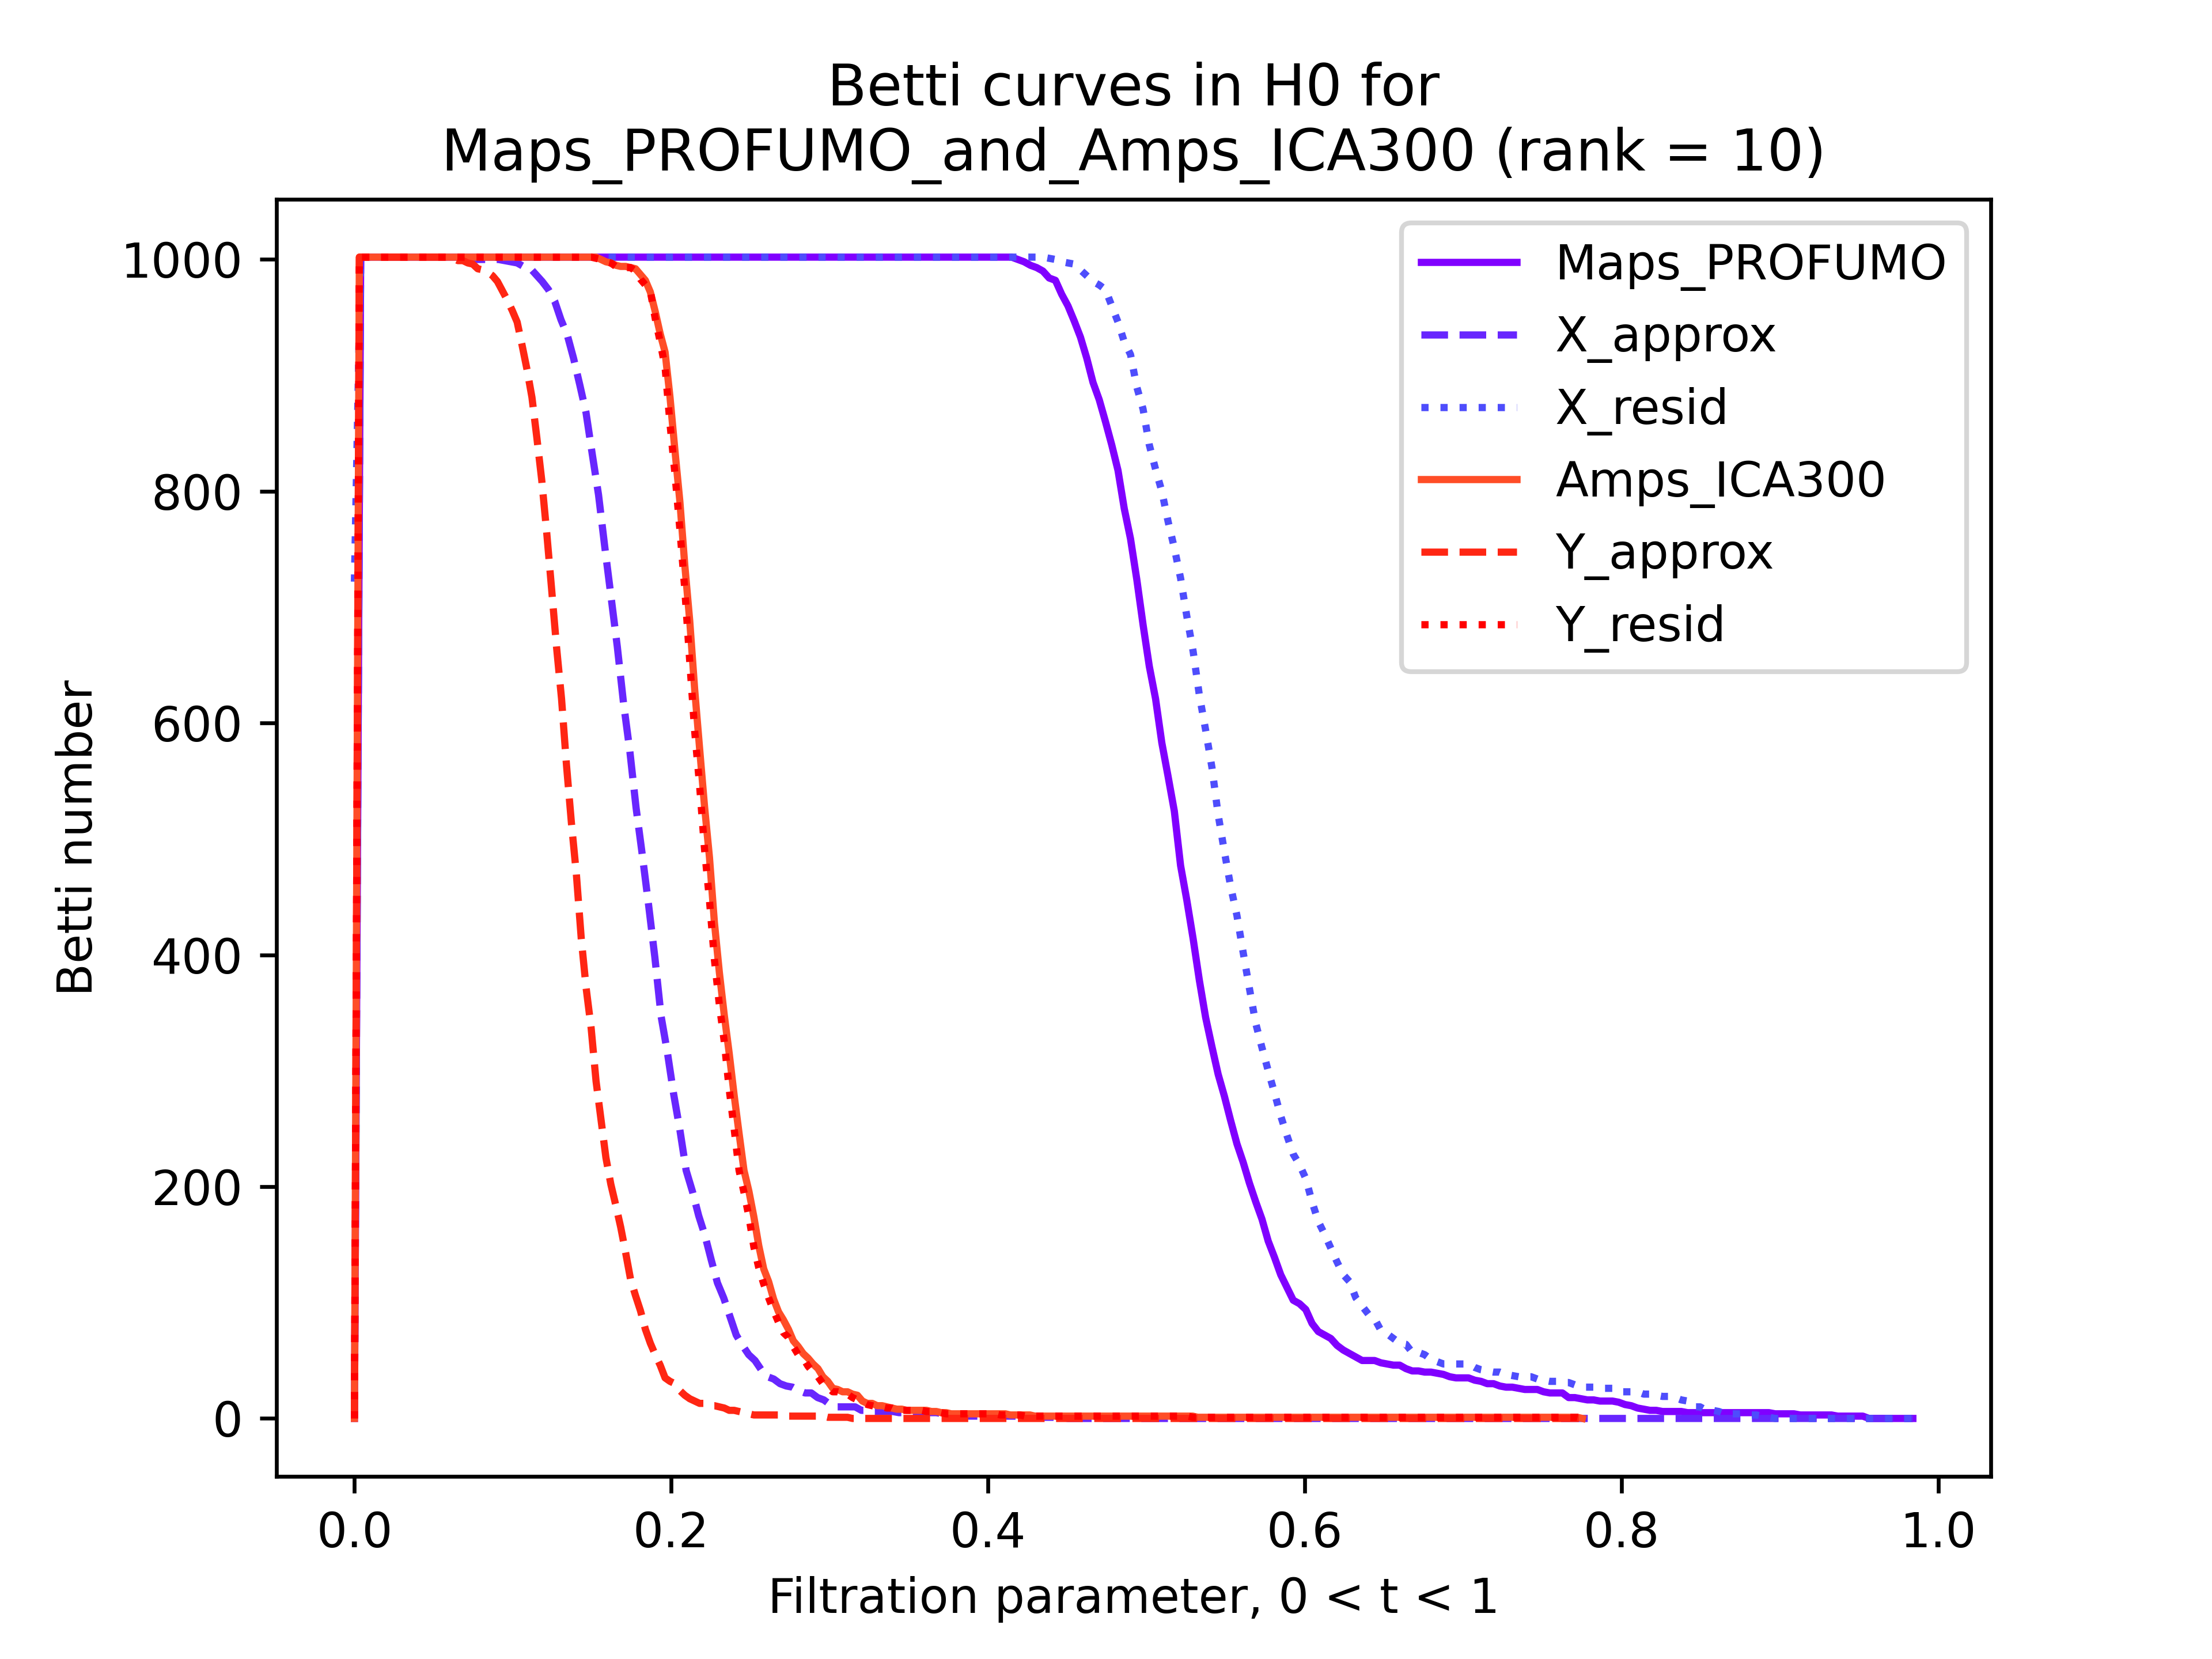 Betti curves in H0 for
Maps_PROFUMO_and_Amps_ICA300 (rank = 10)
Maps_PROFUMO
X_approx
X_resid
Amps_ICA300
Y_approx
Y_resid
Betti number
1000
800
600
400
200
0
0.0 0.2 0.4 0.6 0.8 1.0
Filtration parameter, 0 < t < 1